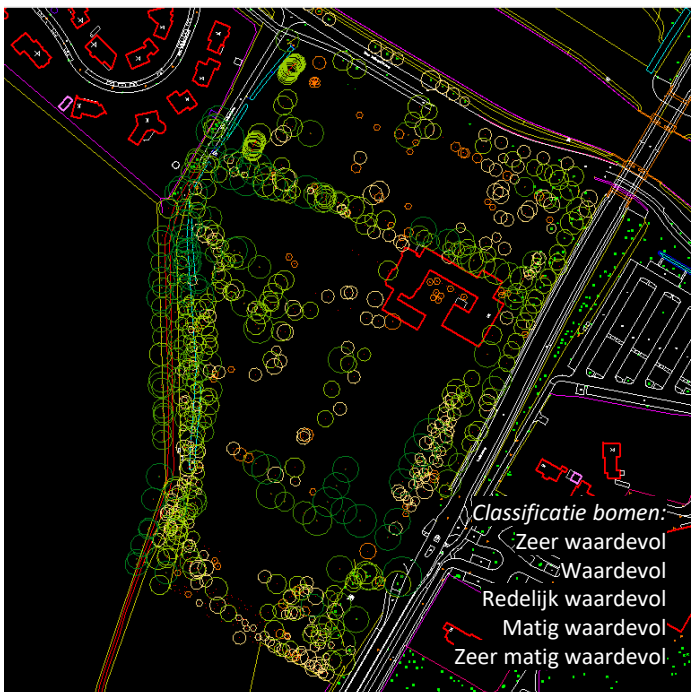 Classificatie bomen:
Zeer waardevol
Waardevol
Redelijk waardevol
Matig waardevol
Zeer matig waardevol